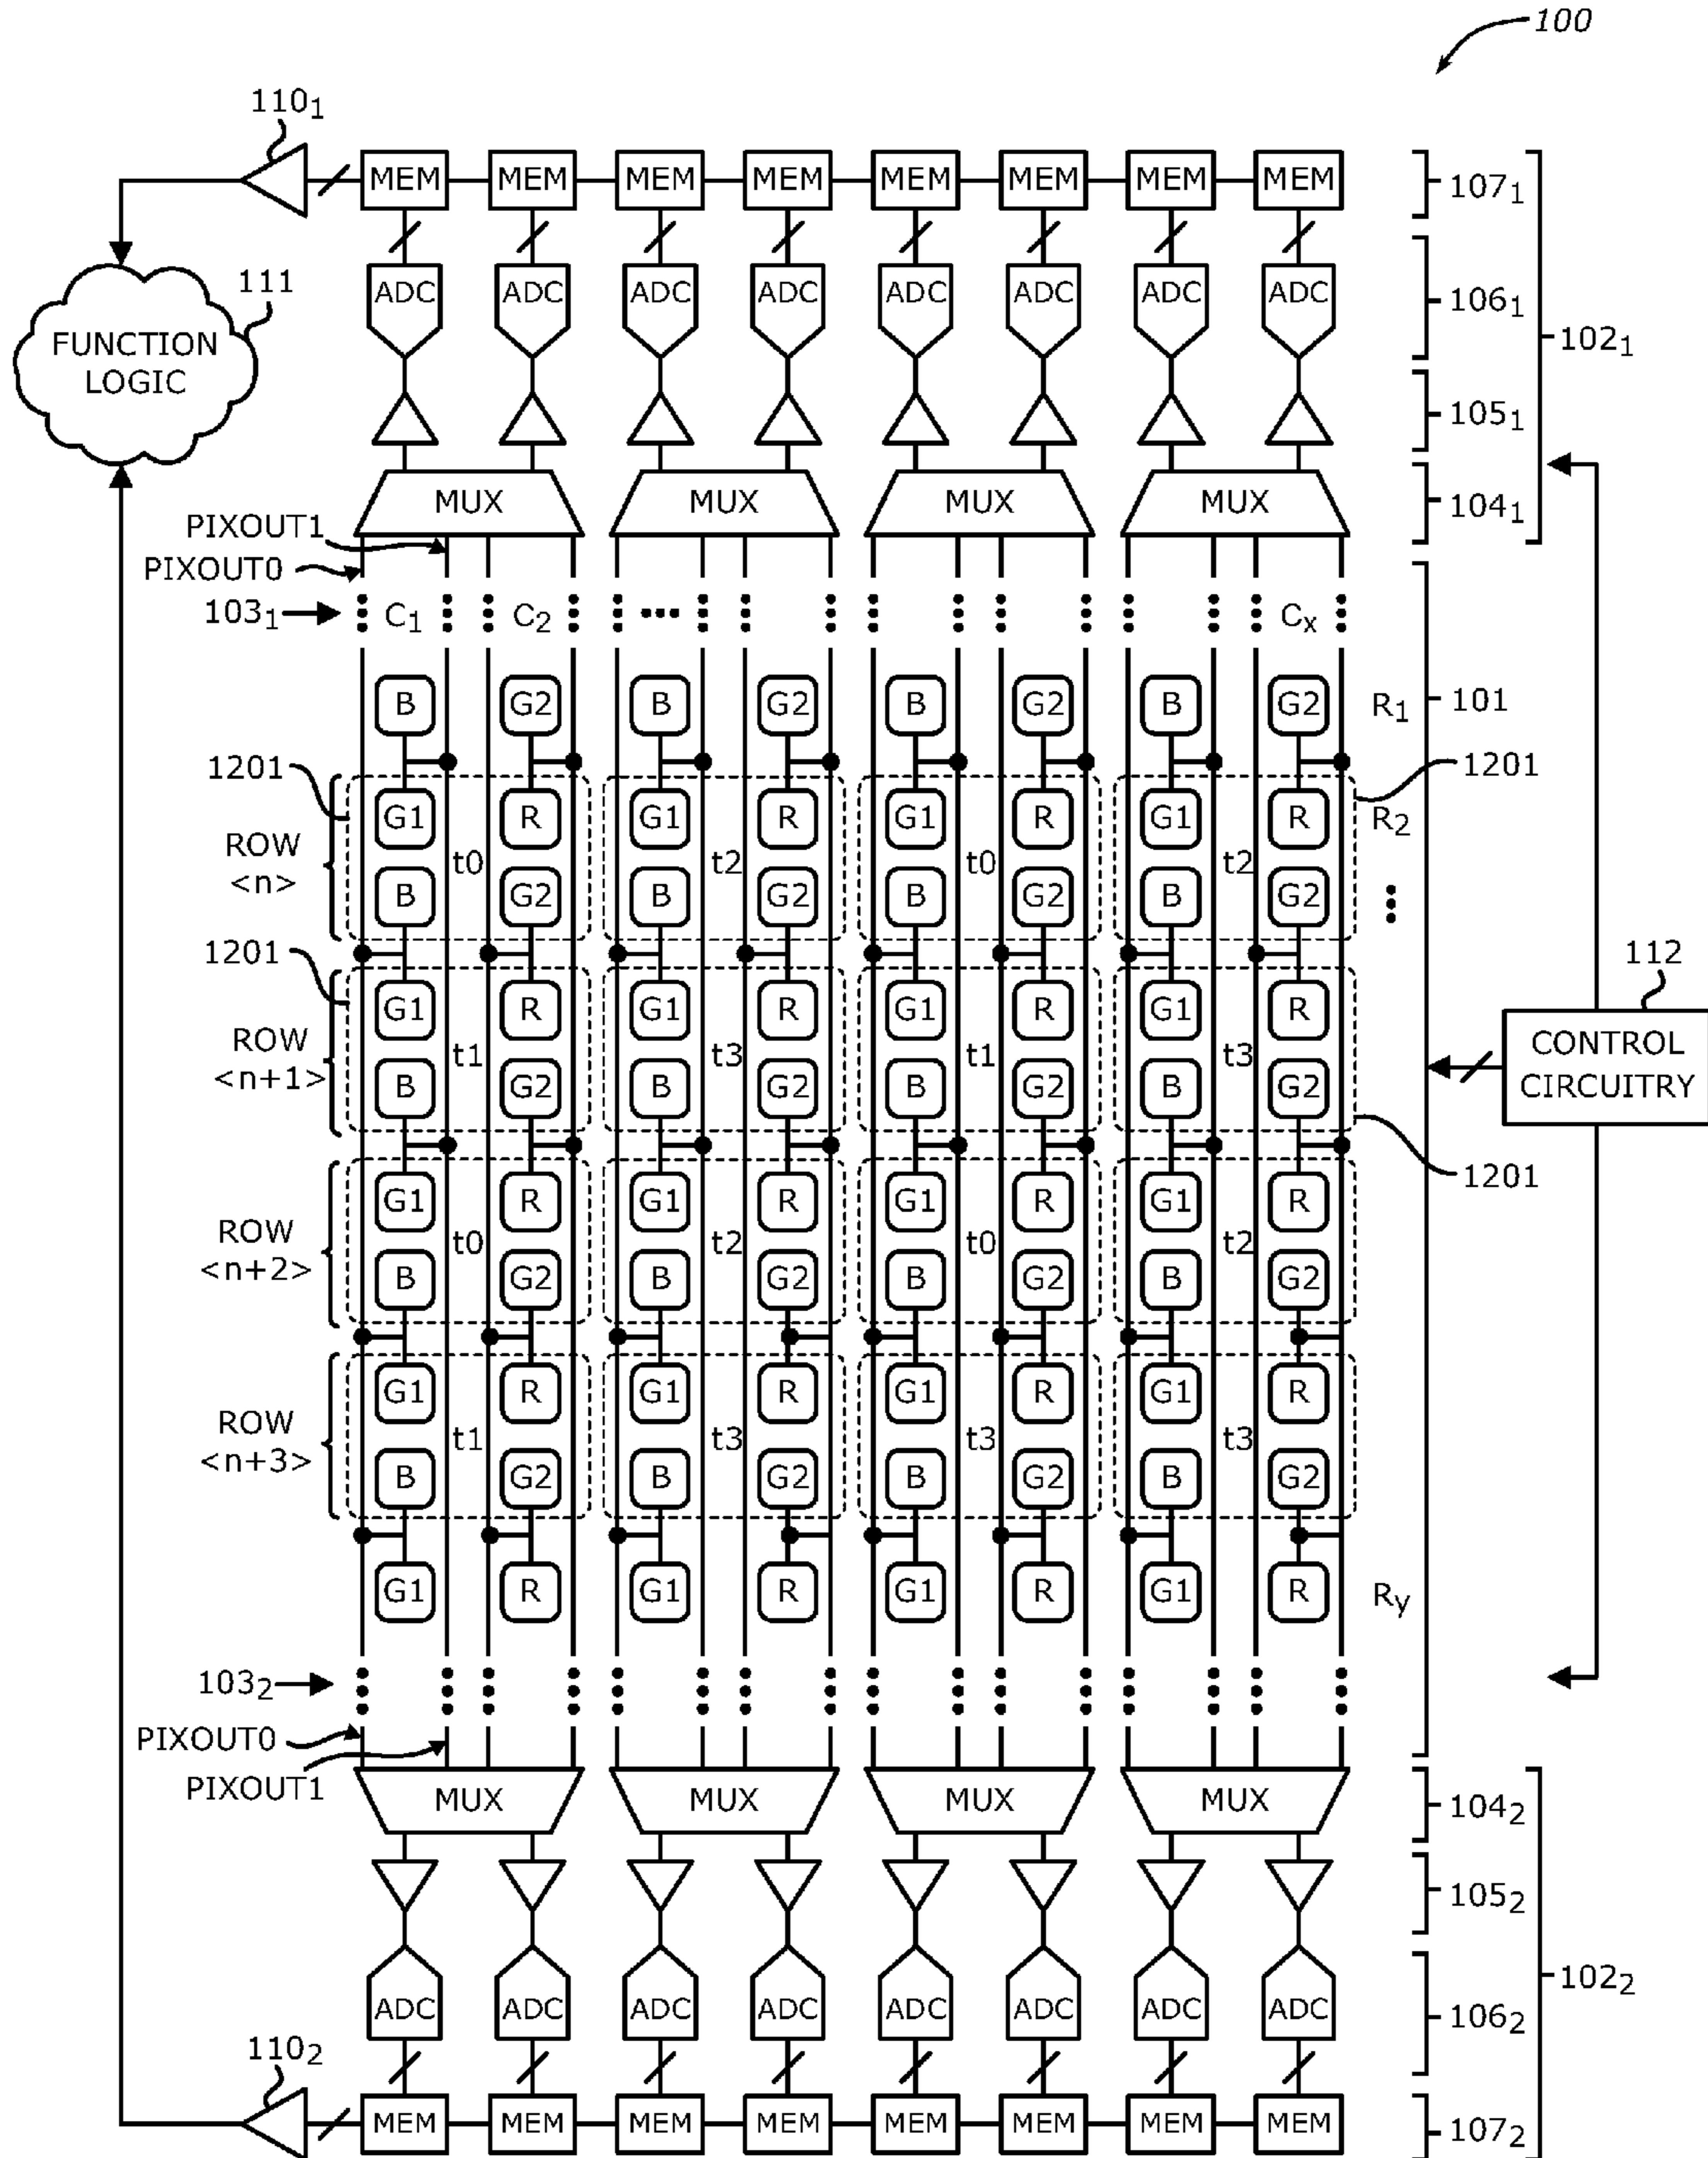 100
110₁
MEM MEM MEM MEM MEM MEM MEM MEM
107₁
111
ADC ADC ADC ADC ADC ADC ADC ADC
106₁
FUNCTION
LOGIC
102₁
105₁
MUX MUX MUX MUX
104₁
PIXOUT1
PIXOUT0
103₁ C₁ C₂ ... Cₓ
B G2 B G2 B G2 B G2 R₁ 101
1201 1201
G1 R G1 R G1 R G1 R R₂
ROW
<n>
t0 t2 t0 t2
B G2 B G2 B G2 B G2
1201 112
G1 R G1 R G1 R G1 R
ROW
<n+1>
t1 t3 t1 t3
CONTROL
CIRCUITRY
B G2 B G2 B G2 B G2
1201
G1 R G1 R G1 R G1 R
ROW
<n+2>
t0 t2 t0 t2
B G2 B G2 B G2 B G2
G1 R G1 R G1 R G1 R
ROW
<n+3>
t1 t3 t3 t3
B G2 B G2 B G2 B G2
G1 R G1 R G1 R G1 R Rᵧ
103₂
PIXOUT0
PIXOUT1
MUX MUX MUX MUX
104₂
105₂
102₂
ADC ADC ADC ADC ADC ADC ADC ADC
106₂
110₂
MEM MEM MEM MEM MEM MEM MEM MEM
107₂